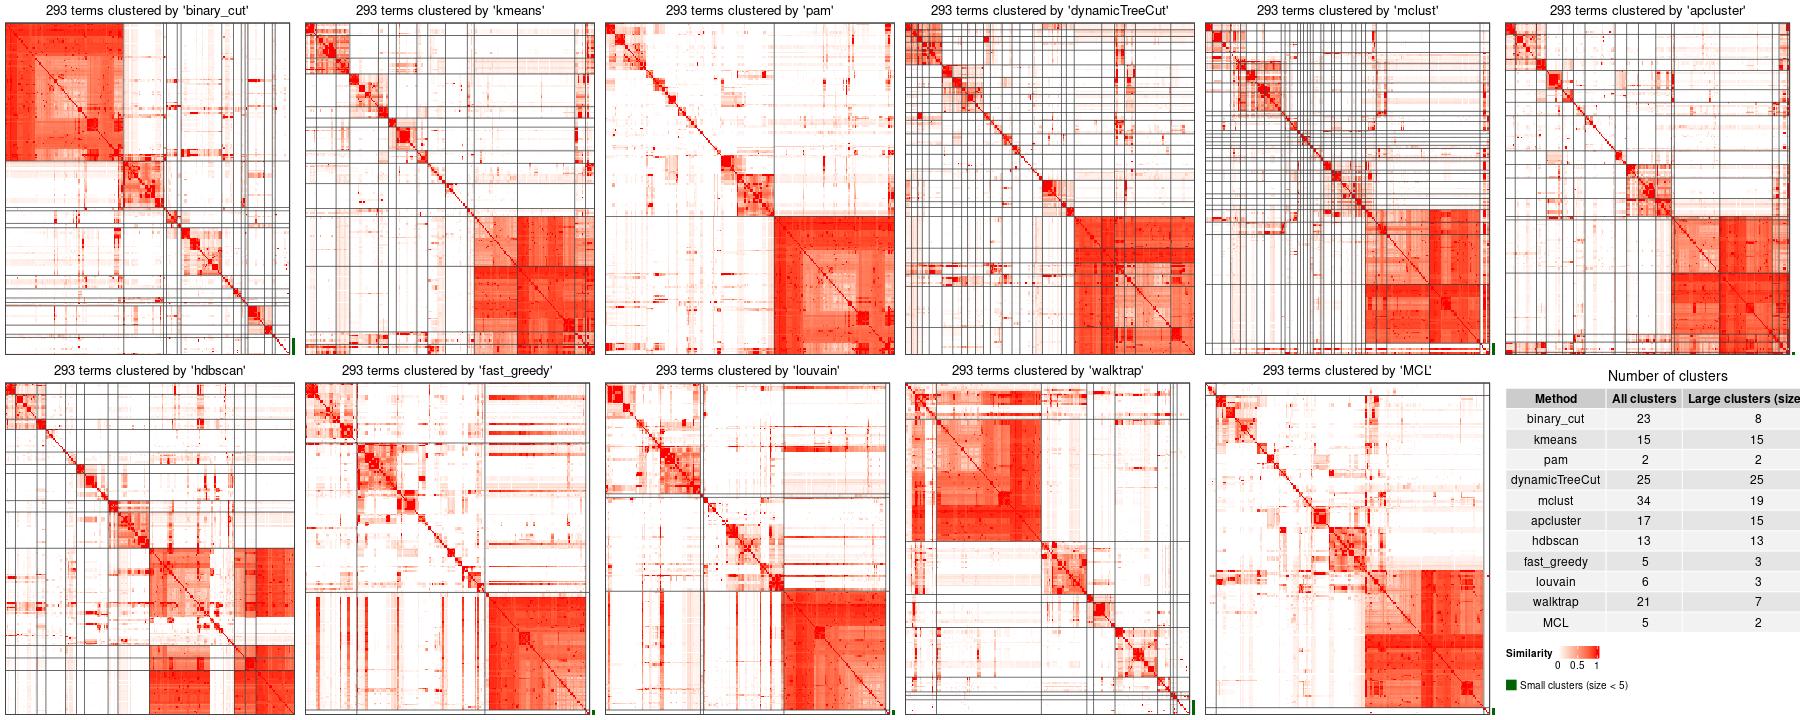 293 terms clustered by 'binary_cut'
293 terms clustered by 'kmeans'
293 terms clustered by 'pam'
293 terms clustered by 'dynamicTreeCut'
293 terms clustered by 'mclust'
293 terms clustered by 'apcluster'
293 terms clustered by 'hdbscan'
293 terms clustered by 'fast_greedy'
293 terms clustered by 'louvain'
293 terms clustered by 'walktrap'
293 terms clustered by 'MCL'
Number of clusters
Method All clusters Large clusters (size
binary_cut 23 8
kmeans 15 15
pam 2 2
dynamicTreeCut 25 25
mclust 34 19
apcluster 17 15
hdbscan 13 13
fast_greedy 5 3
louvain 6 3
walktrap 21 7
MCL 5 2
Similarity
0 0.5 1
Small clusters (size < 5)